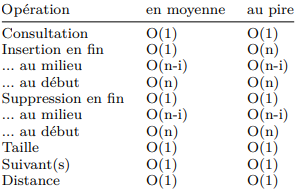 Opération en moyenne au pire
Consultation O(1) O(1)
Insertion en fin O(1) O(n)
... au milieu O(n-i) O(n-i)
... au début O(n) O(n)
Suppression en fin O(1) O(1)
... au milieu O(n-i) O(n-i)
... au début O(n) O(n)
Taille O(1) O(1)
Suivant(s) O(1) O(1)
Distance O(1) O(1)